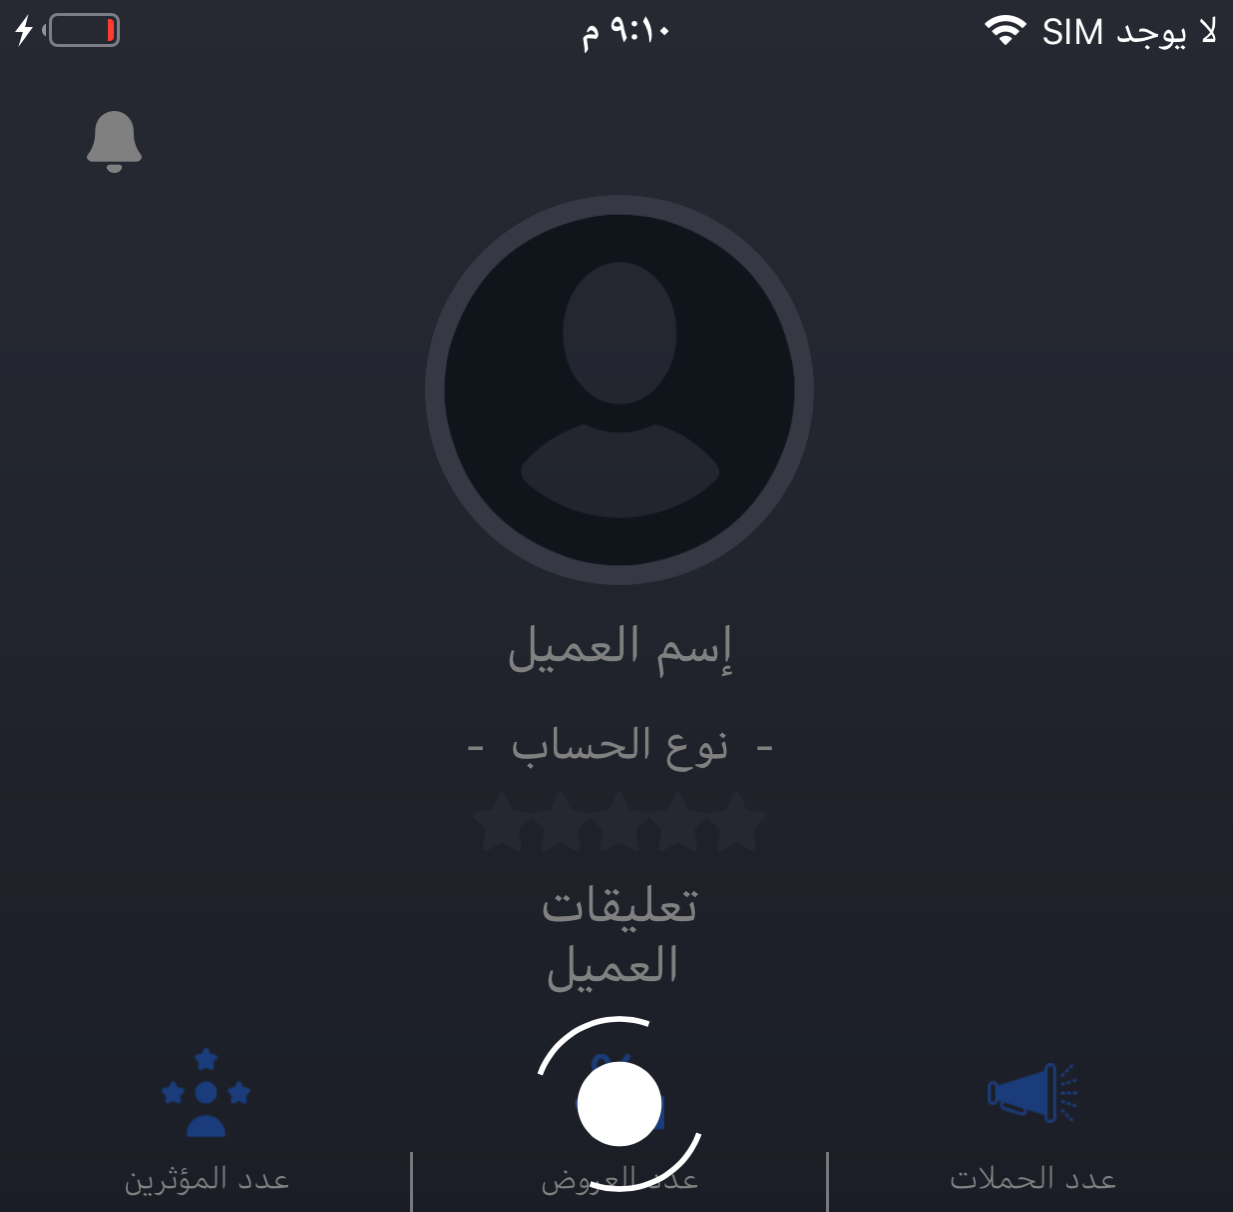 لا يوجد SIM
٩:١٠ م
إسم العميل
- نوع الحساب -
تعليقات
العميل
عدد الحملات
عدد العروض
عدد المؤثرين